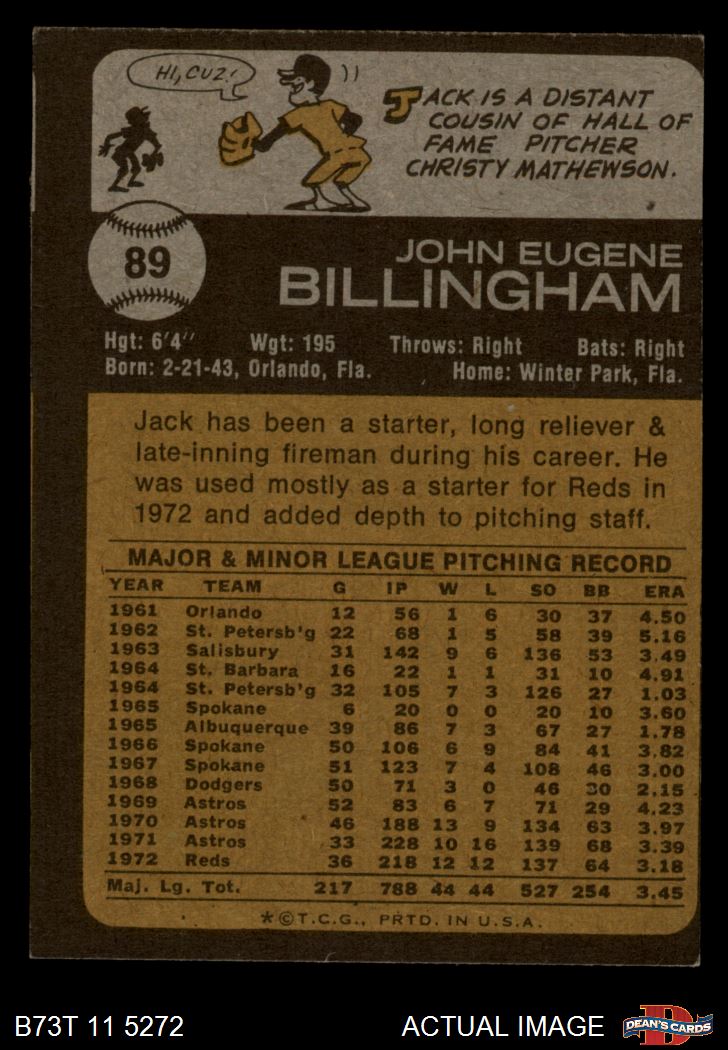 HI, CUZ!
JACK IS A DISTANT
COUSIN OF HALL OF
FAME PITCHER
CHRISTY MATHEWSON.
89
JOHN EUGENE
BILLINGHAM
Hgt: 6'4" Wgt: 195 Throws: Right Bats: Right
Born: 2-21-43, Orlando, Fla. Home: Winter Park, Fla.
Jack has been a starter, long reliever &
late-inning fireman during his career. He
was used mostly as a starter for Reds in
1972 and added depth to pitching staff.
MAJOR & MINOR LEAGUE PITCHING RECORD
YEAR TEAM G IP W L SO BB ERA
1961 Orlando 12 56 1 6 30 37 4.50
1962 St. Petersb'g 22 68 1 5 58 39 5.16
1963 Salisbury 31 142 9 6 136 53 3.49
1964 St. Barbara 16 22 1 1 31 10 4.91
1964 St. Petersb'g 32 105 7 3 126 27 1.03
1965 Spokane 6 20 0 0 20 10 3.60
1965 Albuquerque 39 86 7 3 67 27 1.78
1966 Spokane 50 106 6 9 84 41 3.82
1967 Spokane 51 123 7 4 108 46 3.00
1968 Dodgers 50 71 3 0 46 30 2.15
1969 Astros 52 83 6 7 71 29 4.23
1970 Astros 46 188 13 9 134 63 3.97
1971 Astros 33 228 10 16 139 68 3.39
1972 Reds 36 218 12 12 137 64 3.18
Maj. Lg. Tot. 217 788 44 44 527 254 3.45
*©T.C.G., PRTD. IN U.S.A.
B73T 11 5272 ACTUAL IMAGE D DEAN'S CARDS